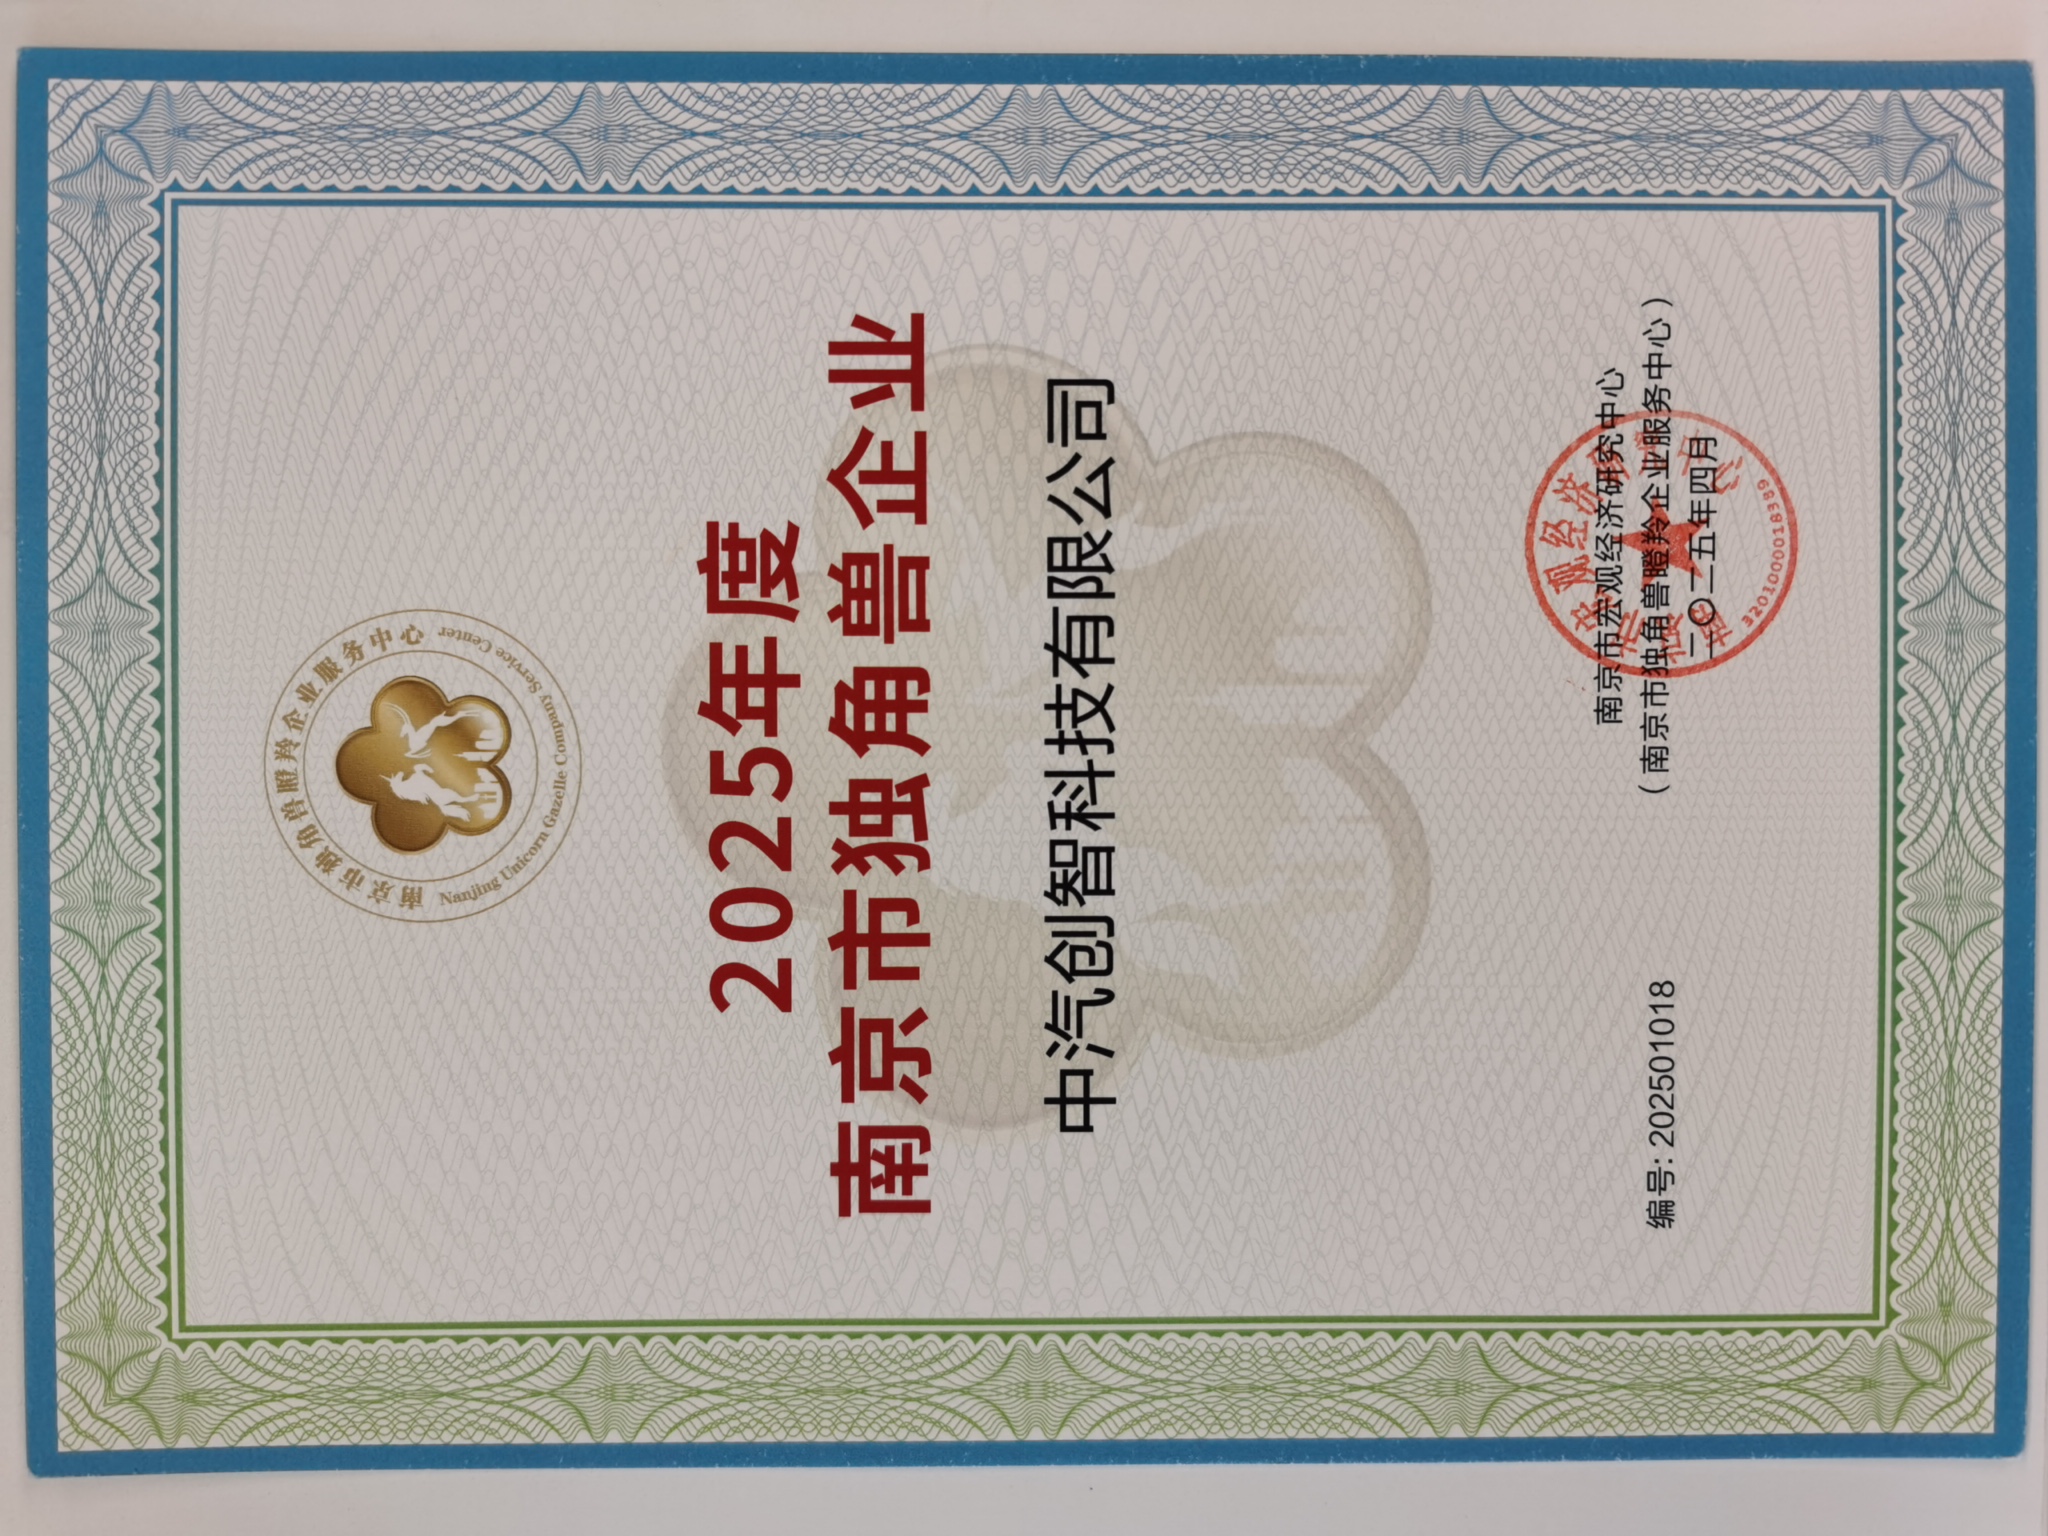 南京市独角兽瞪羚企业服务中心
Nanjing Unicorn Gazelle Company Service Center
2025年度
南京市独角兽企业
中汽创智科技有限公司
编号: 202501018
南京市宏观经济研究中心
（南京市独角兽瞪羚企业服务中心）
二〇二五年四月
3201000018389